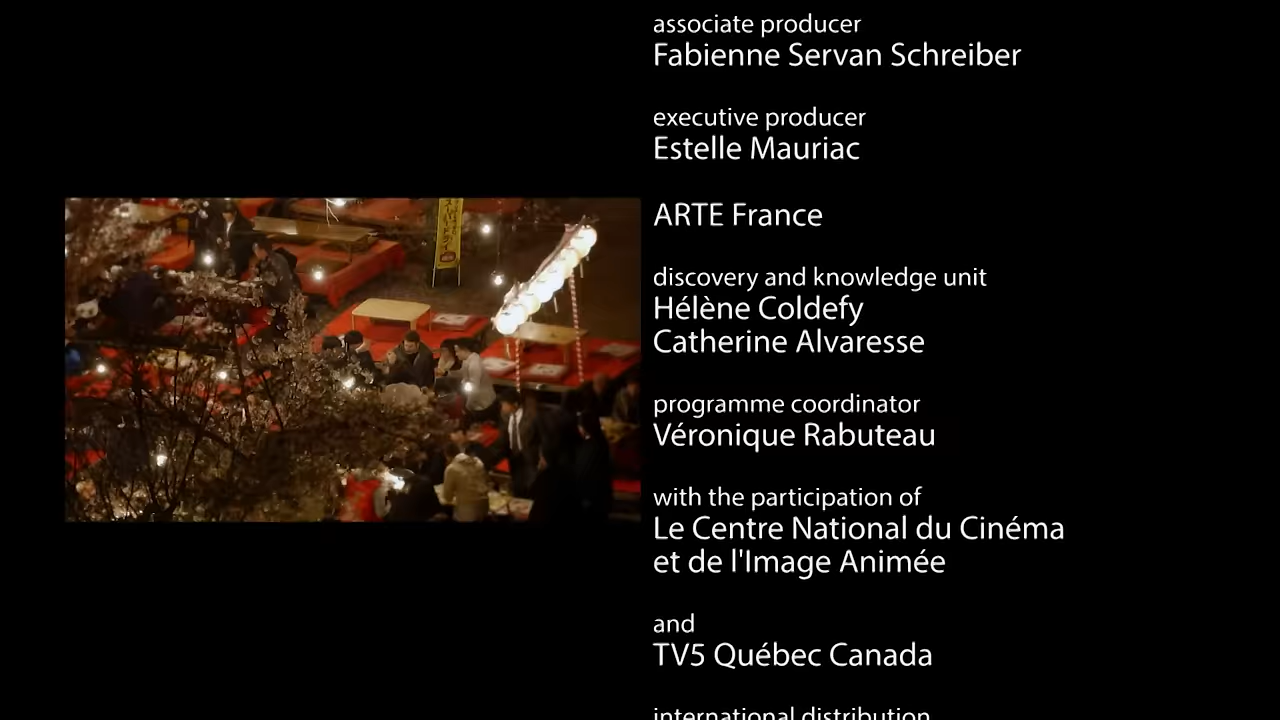 associate producer
Fabienne Servan Schreiber
executive producer
Estelle Mauriac
ARTE France
discovery and knowledge unit
Hélène Coldefy
Catherine Alvaresse
programme coordinator
Véronique Rabuteau
with the participation of
Le Centre National du Cinéma
et de l'Image Animée
and
TV5 Québec Canada
international distribution